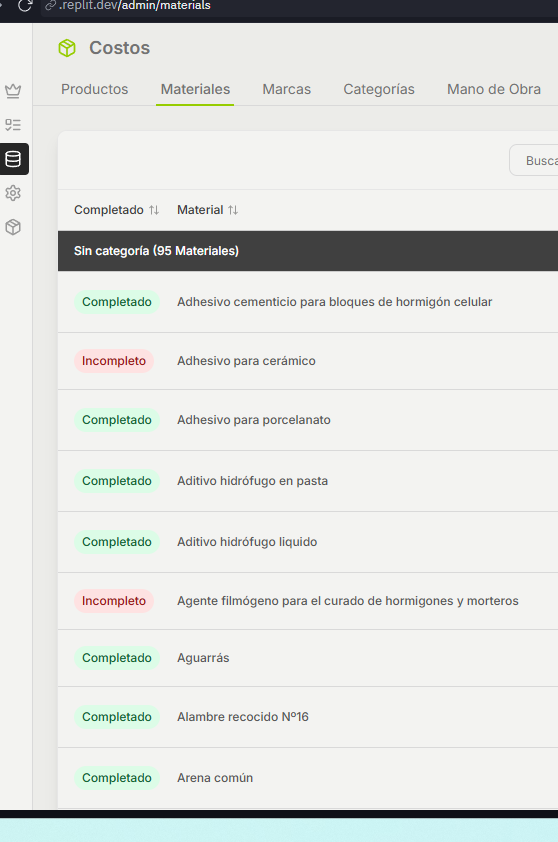 .replit.dev/admin/materials
Costos
Productos Materiales Marcas Categorías Mano de Obra
Busca
Completado Material
Sin categoría (95 Materiales)
Completado Adhesivo cementicio para bloques de hormigón celular
Incompleto Adhesivo para cerámico
Completado Adhesivo para porcelanato
Completado Aditivo hidrófugo en pasta
Completado Aditivo hidrófugo liquido
Incompleto Agente filmógeno para el curado de hormigones y morteros
Completado Aguarrás
Completado Alambre recocido Nº16
Completado Arena común